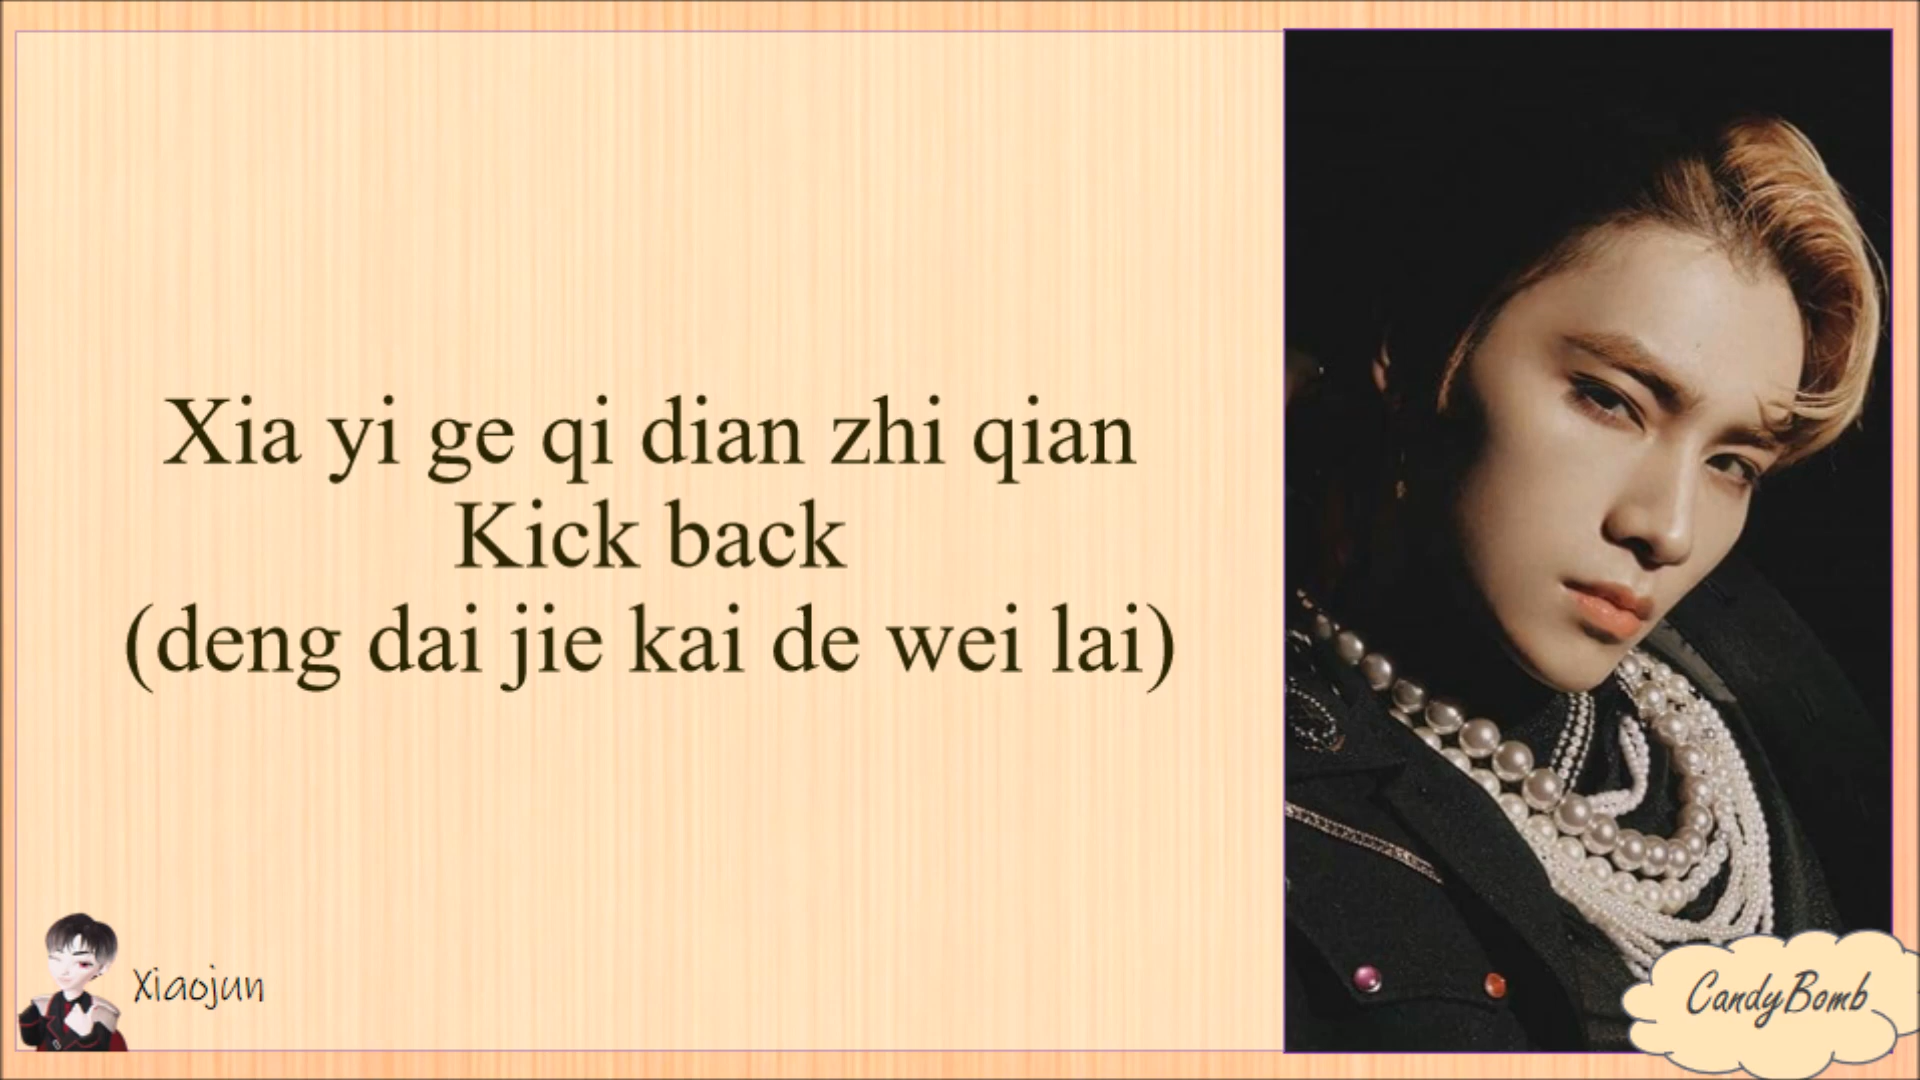 Xia yi ge qi dian zhi qian
Kick back
(deng dai jie kai de wei lai)
Xiaojun
CandyBomb